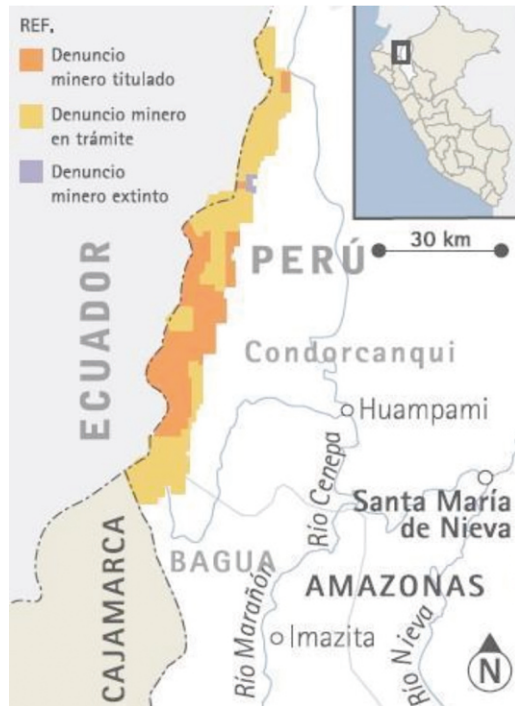 REF.
Denuncio
minero titulado
Denuncio minero
en trámite
Denuncio
minero extinto
30 km
ECUADOR
PERÚ
Condorcanqui
Huampami
Río Cenepa
Santa María
de Nieva
CAJAMARCA
BAGUA
Río Marañón
AMAZONAS
Imazita
Río Nieva
N